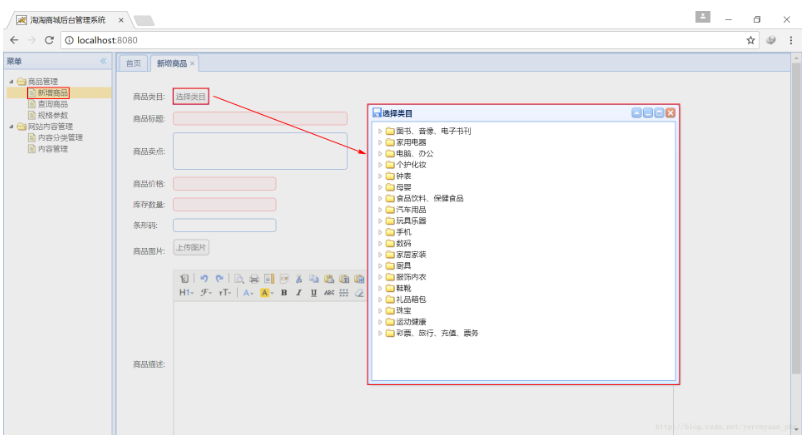 淘淘商城后台管理系统
localhost:8080
菜单
首页 新增商品
商品管理
新增商品
查询商品
规格参数
网站内容管理
内容分类管理
内容管理
商品类目: 选择类目
商品标题:
商品卖点:
商品价格:
库存数量:
条形码:
商品图片: 上传图片
H1 F T A A B I U ABC
商品描述:
选择类目
图书、音像、电子书刊
家用电器
电脑、办公
个护化妆
钟表
母婴
食品饮料、保健食品
汽车用品
玩具乐器
手机
数码
家居家装
厨具
服饰内衣
鞋靴
礼品箱包
珠宝
运动健康
彩票、旅行、充值、票务